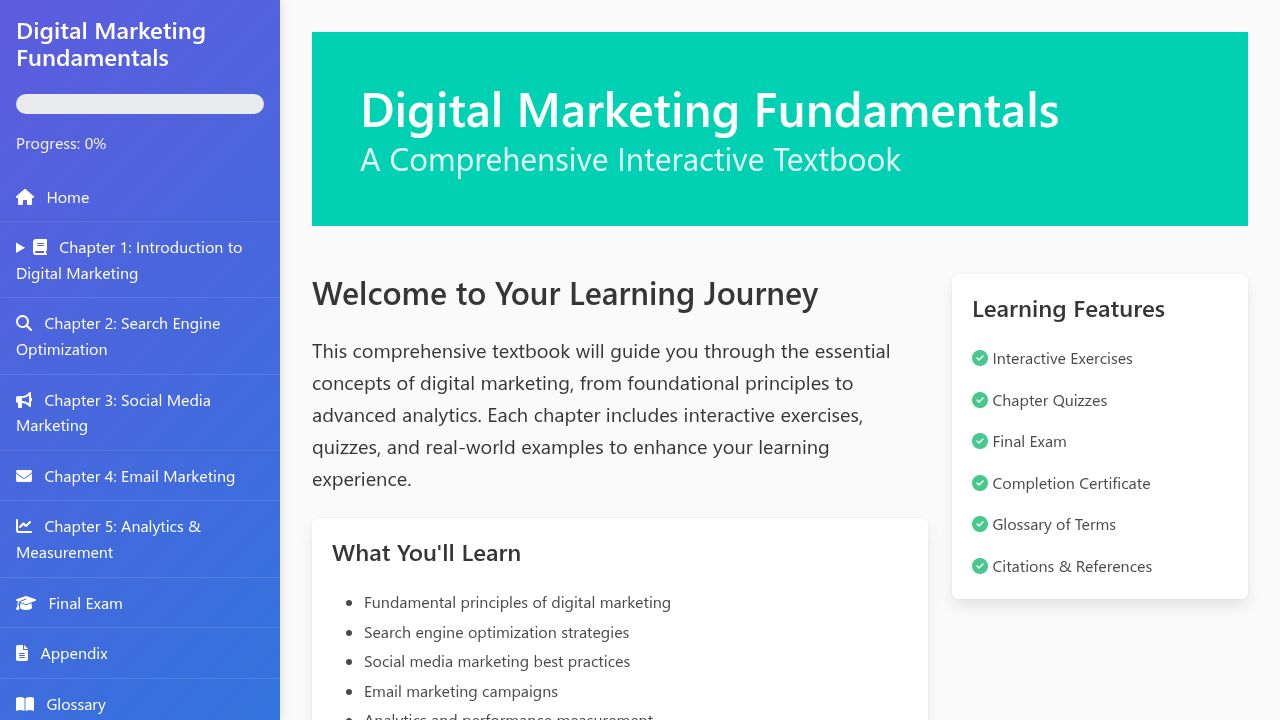 Digital Marketing
Fundamentals
Progress: 0%
Home
Chapter 1: Introduction to
Digital Marketing
Chapter 2: Search Engine
Optimization
Chapter 3: Social Media
Marketing
Chapter 4: Email Marketing
Chapter 5: Analytics &
Measurement
Final Exam
Appendix
Glossary
Digital Marketing Fundamentals
A Comprehensive Interactive Textbook
Welcome to Your Learning Journey
This comprehensive textbook will guide you through the essential
concepts of digital marketing, from foundational principles to
advanced analytics. Each chapter includes interactive exercises,
quizzes, and real-world examples to enhance your learning
experience.
What You'll Learn
Fundamental principles of digital marketing
Search engine optimization strategies
Social media marketing best practices
Email marketing campaigns
Analytics and performance measurement
Learning Features
Interactive Exercises
Chapter Quizzes
Final Exam
Completion Certificate
Glossary of Terms
Citations & References